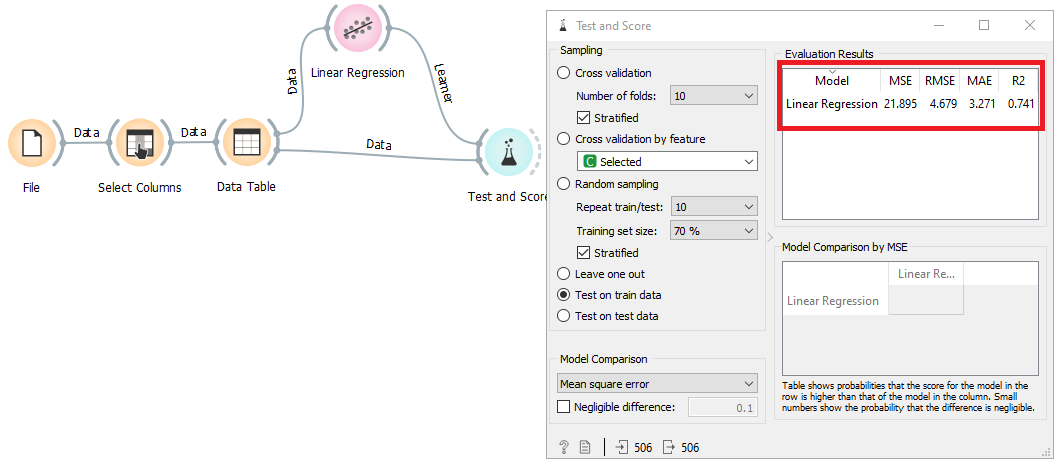 Linear Regression
Data
Learner
Data
Data
Data
File
Select Columns
Data Table
Test and Score
Test and Score
Sampling
Cross validation
Number of folds: 10
Stratified
Cross validation by feature
C Selected
Random sampling
Repeat train/test: 10
Training set size: 70 %
Stratified
Leave one out
Test on train data
Test on test data
Model Comparison
Mean square error
Negligible difference: 0.1
? 506 506
Evaluation Results
Model MSE RMSE MAE R2
Linear Regression 21.895 4.679 3.271 0.741
Model Comparison by MSE
Linear Re...
Linear Regression
Table shows probabilities that the score for the model in the
row is higher than that of the model in the column. Small
numbers show the probability that the difference is negligible.